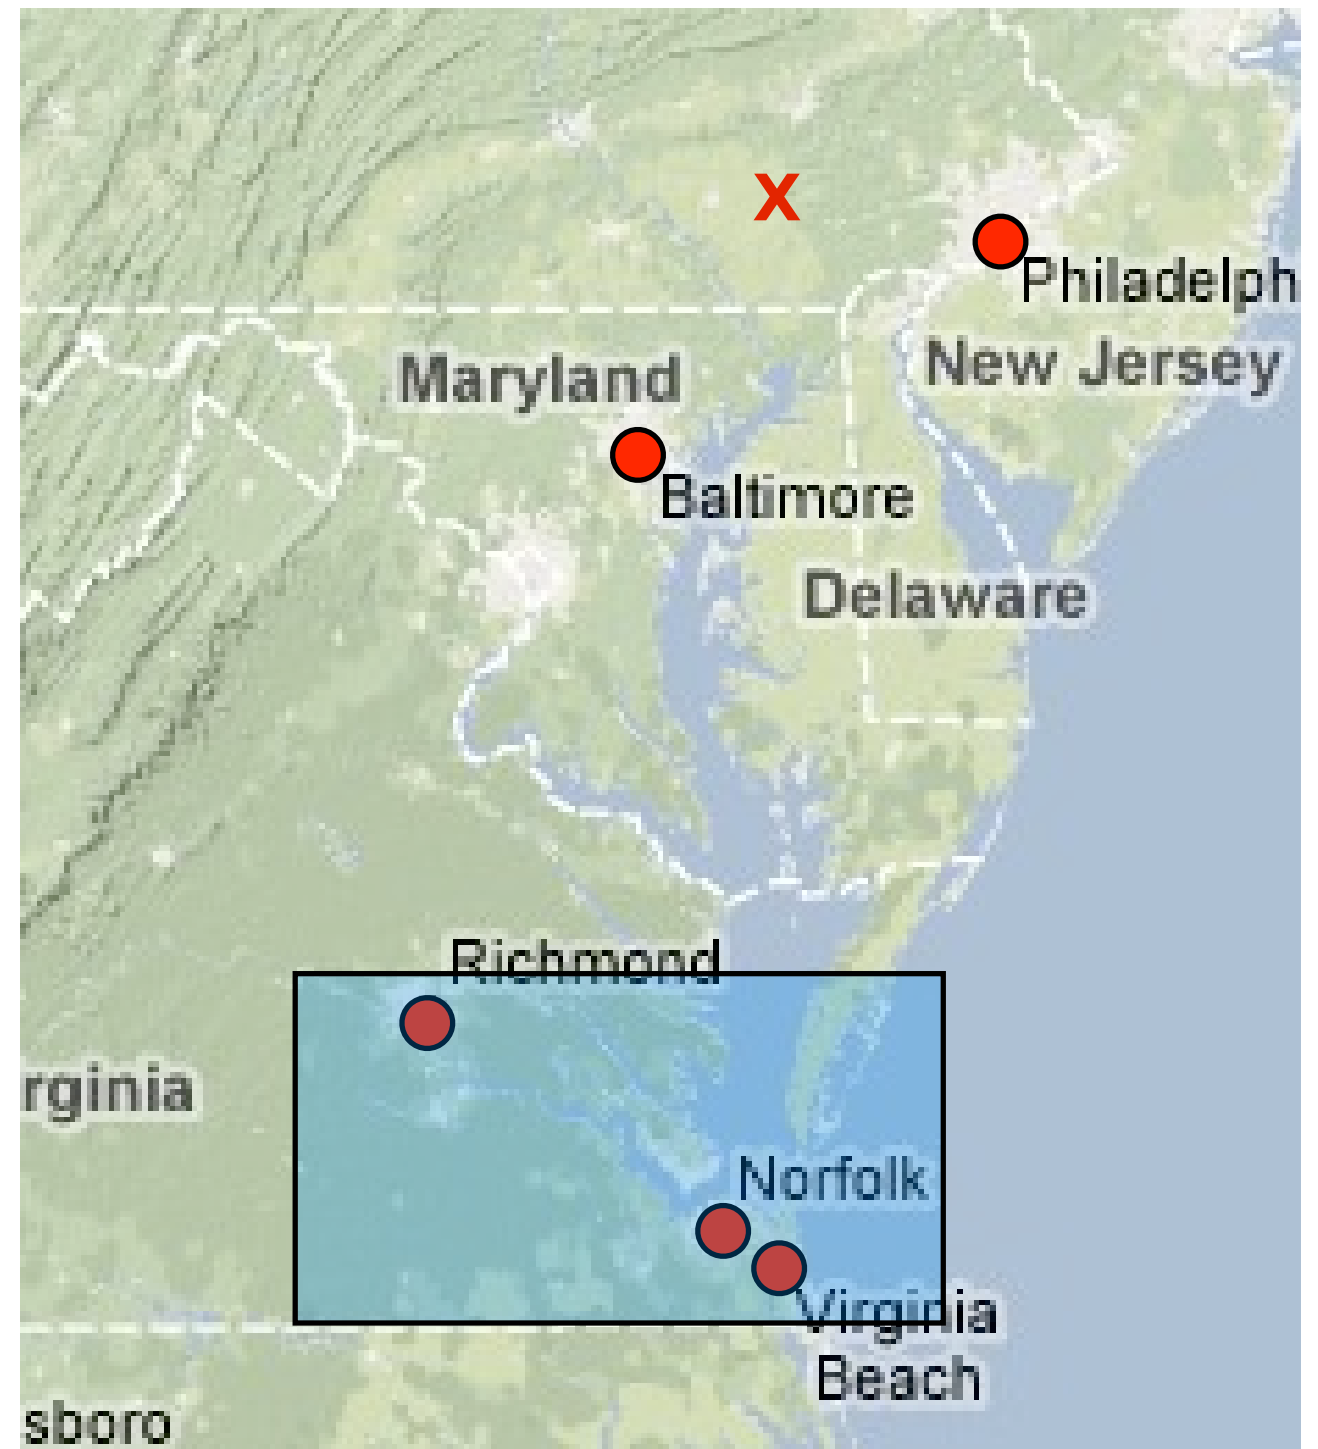 X
Philadelph
New Jersey
Maryland
Baltimore
Delaware
Richmond
rginia
Norfolk
Virginia
Beach
sboro